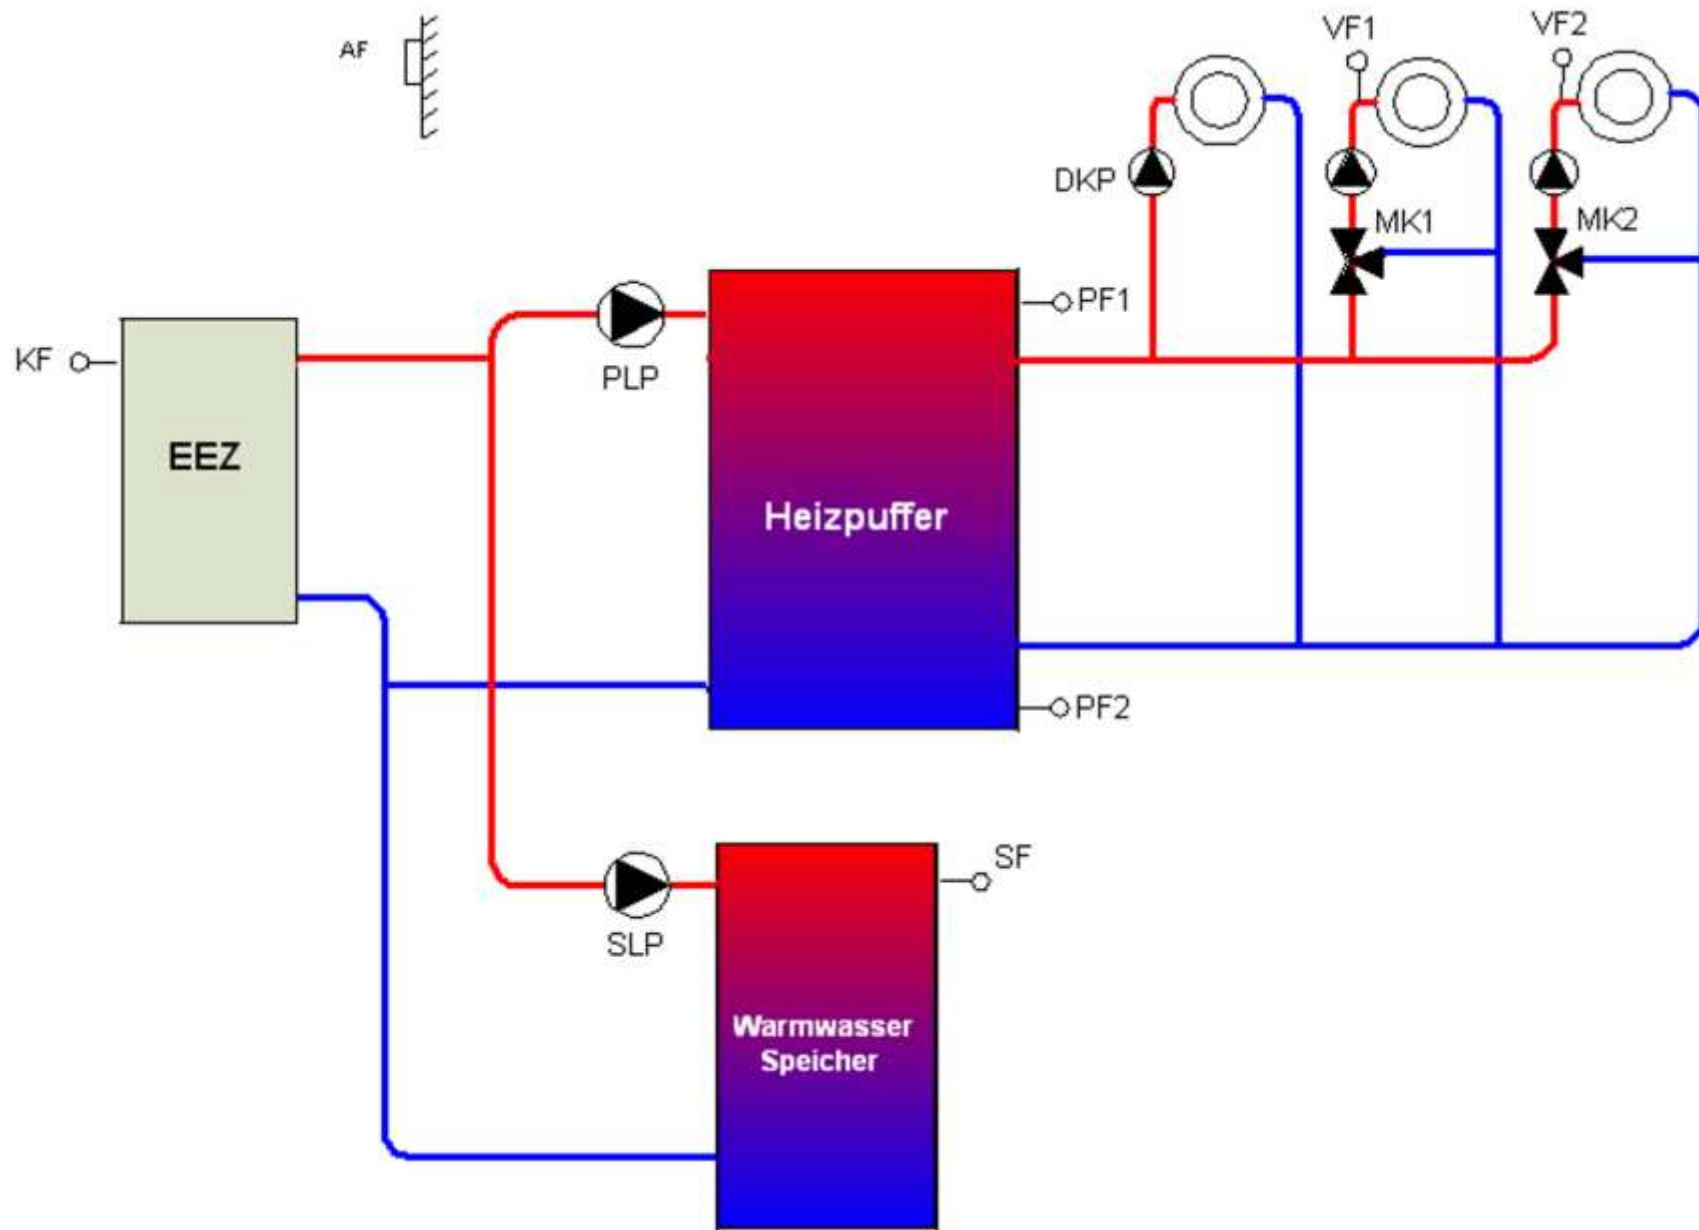 AF
VF1
VF2
DKP
MK1
MK2
PF1
KF
PLP
EEZ
Heizpuffer
PF2
SF
SLP
Warmwasser
Speicher